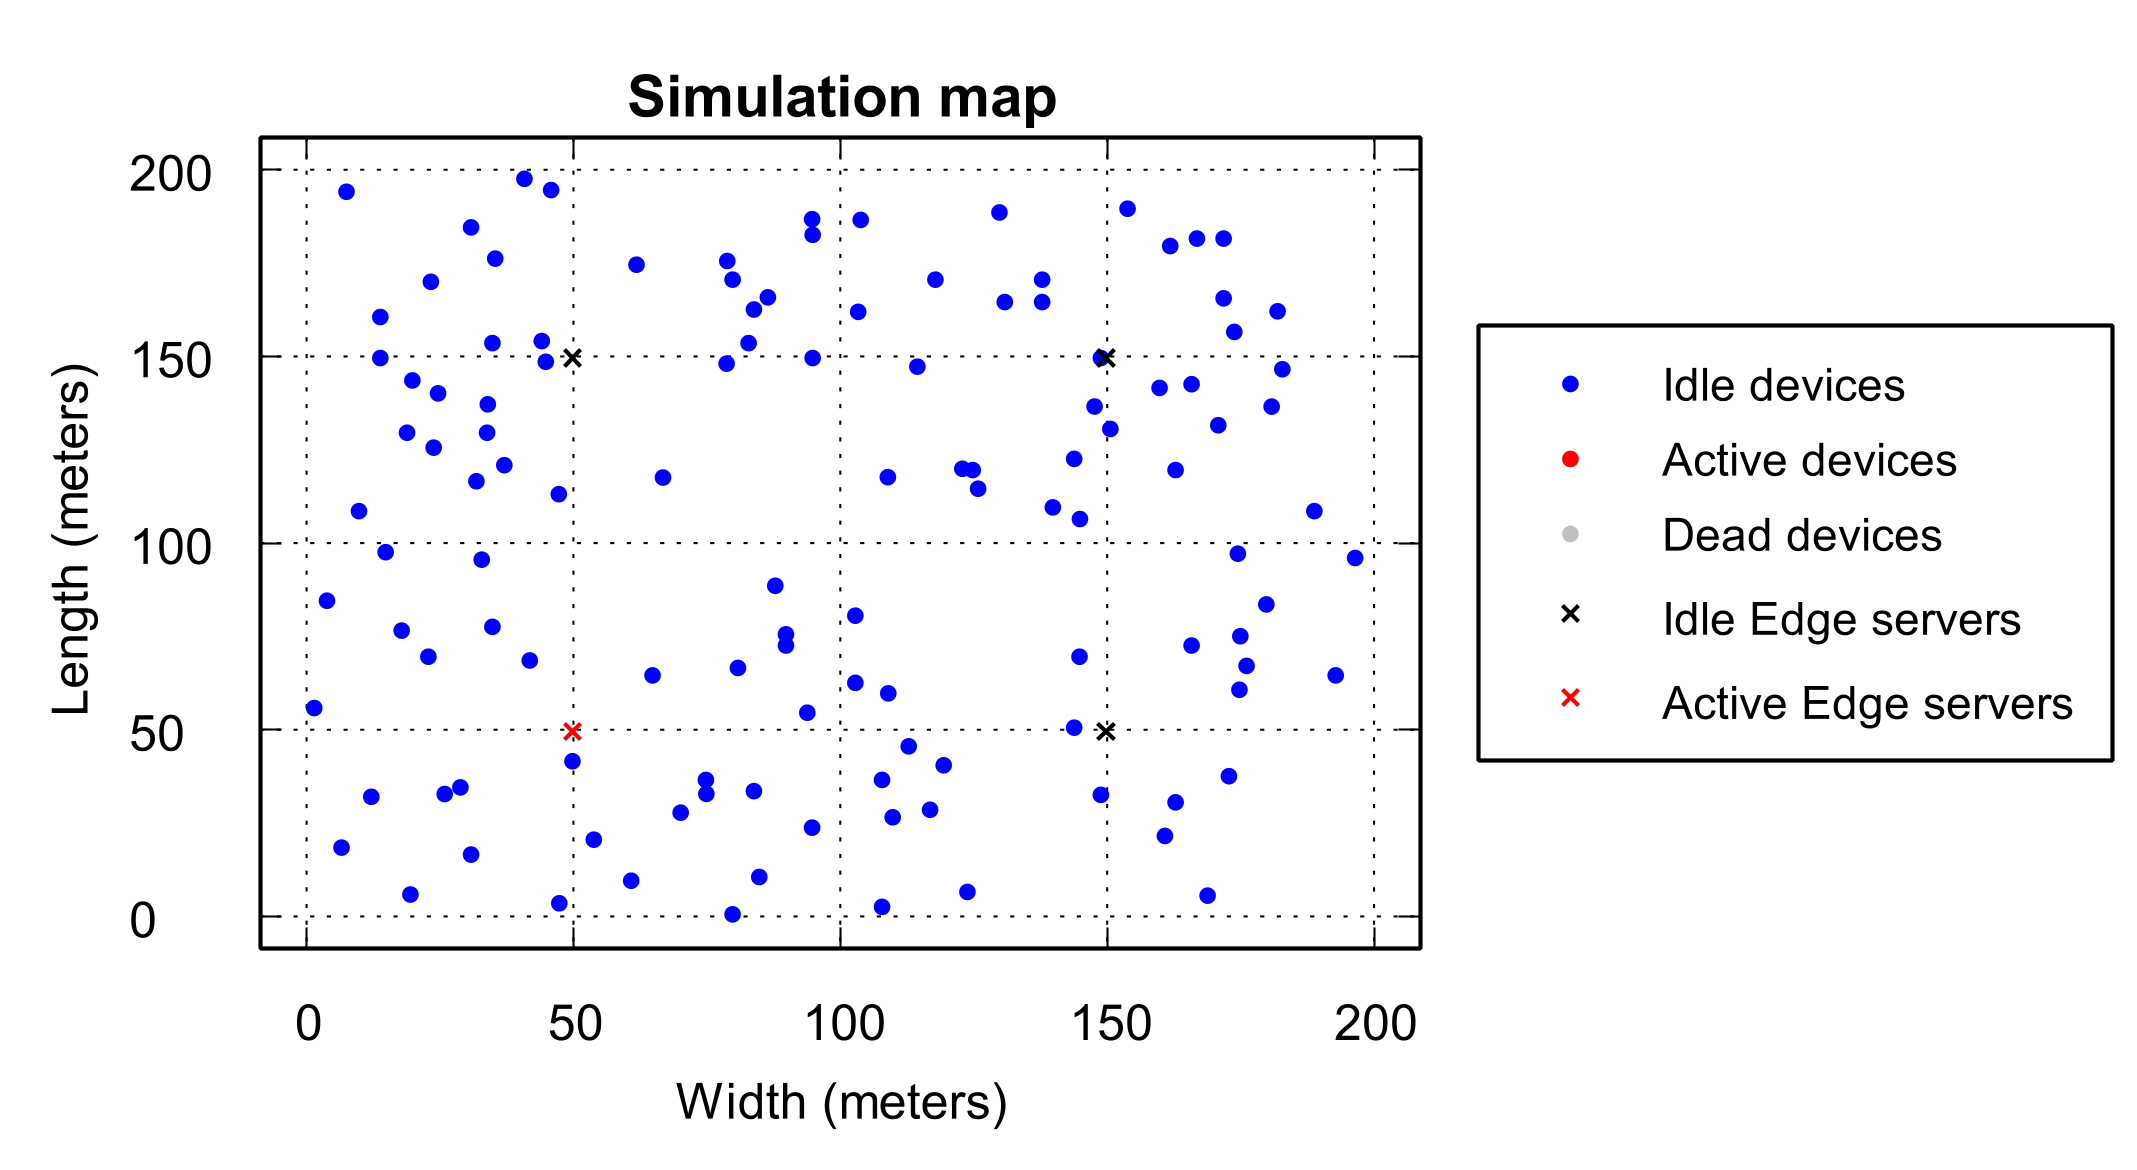 Simulation map
200
150
100
50
0
Length (meters)
0 50 100 150 200
Width (meters)
Idle devices
Active devices
Dead devices
Idle Edge servers
Active Edge servers